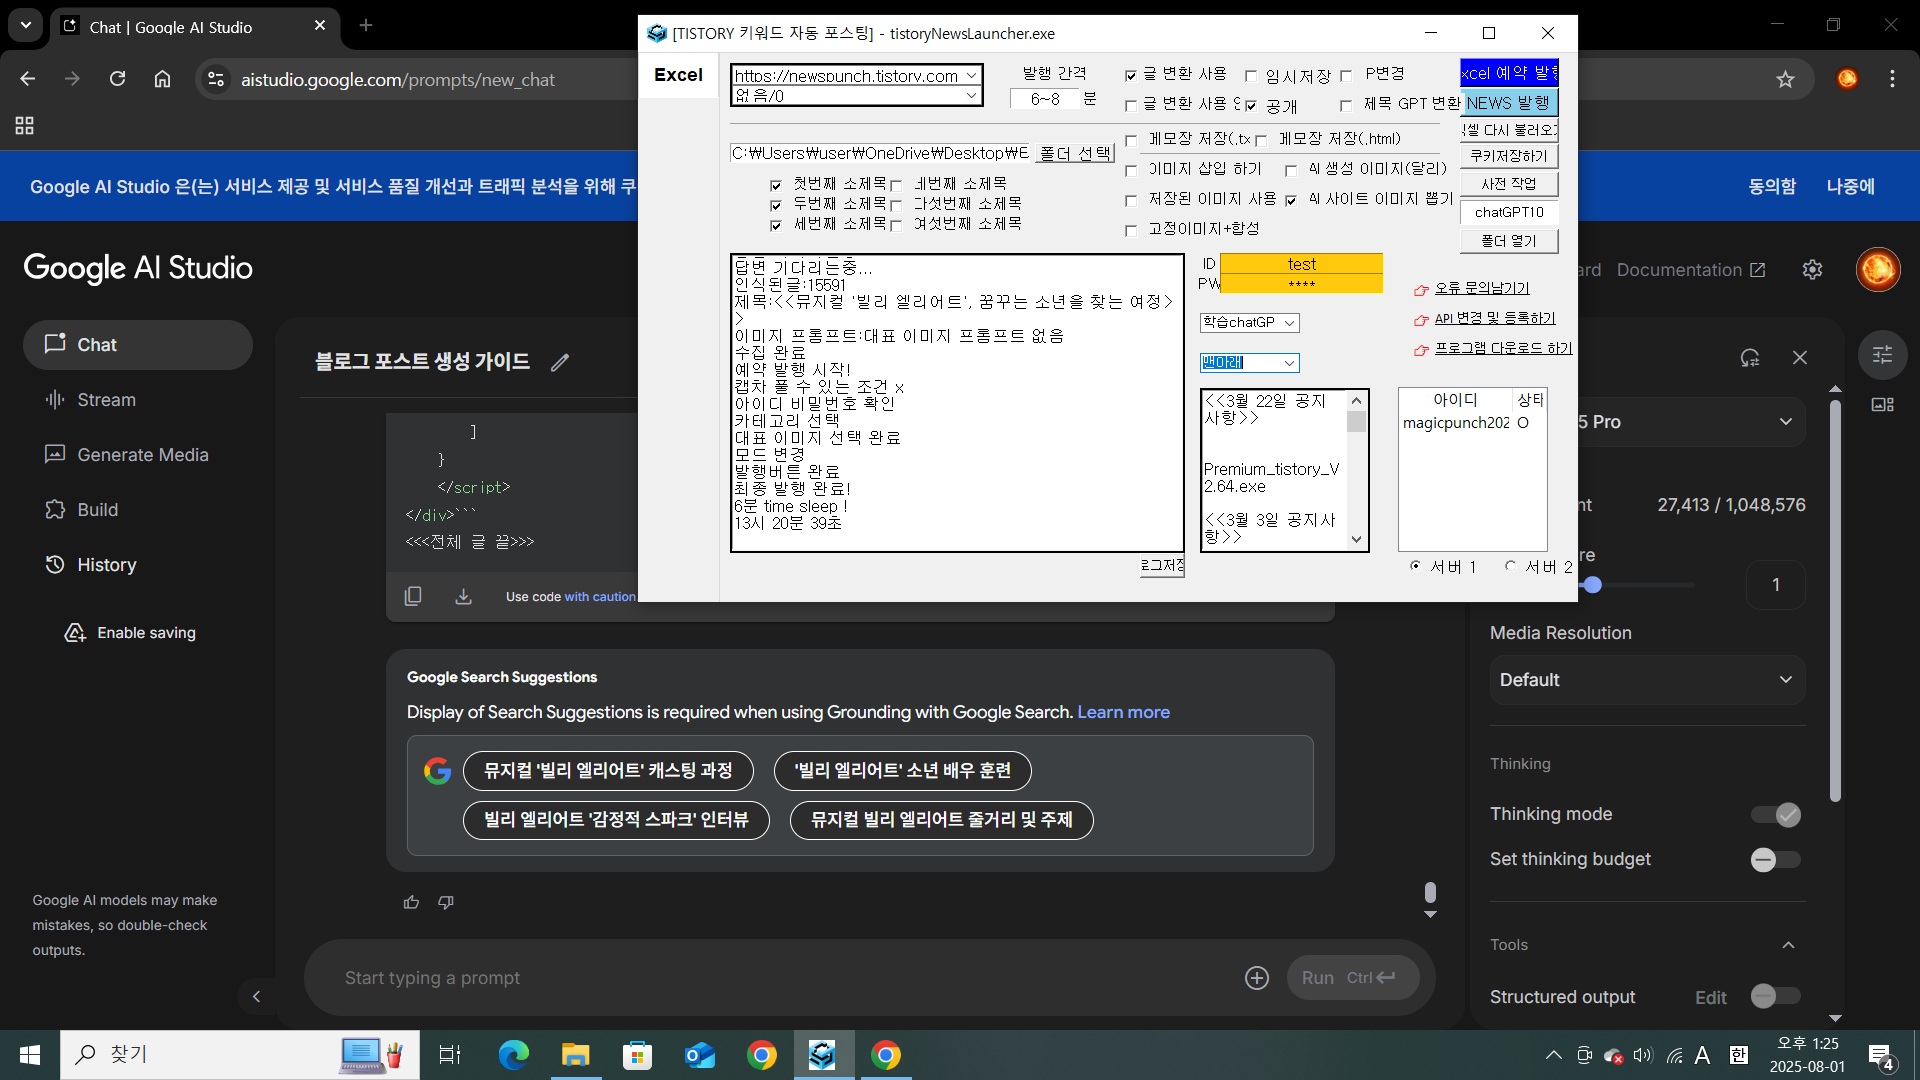 Chat | Google AI Studio
aistudio.google.com/prompts/new_chat
Google AI Studio 은(는) 서비스 제공 및 서비스 품질 개선과 트래픽 분석을 위해 쿠
동의함
나중에
Google AI Studio
ard
Documentation
Chat
Stream
Generate Media
Build
History
Enable saving
Google AI models may make
mistakes, so double-check
outputs.
블로그 포스트 생성 가이드
]
}
</script>
</div>```
<<<전체 글 끝>>>
Use code with caution
Google Search Suggestions
Display of Search Suggestions is required when using Grounding with Google Search. Learn more
뮤지컬 '빌리 엘리어트' 캐스팅 과정
'빌리 엘리어트' 소년 배우 훈련
빌리 엘리어트 '감정적 스파크' 인터뷰
뮤지컬 빌리 엘리어트 줄거리 및 주제
Start typing a prompt
Run Ctrl
[TISTORY 키워드 자동 포스팅] - tistoryNewsLauncher.exe
Excel
https://newspunch.tistory.com
없음/0
발행 간격
6~8 분
글 변환 사용
임시저장
P변경
글 변환 사용
공개
제목 GPT 변환
메모장 저장(.tx
메모장 저장(.html)
C:₩Users₩user₩OneDrive₩Desktop₩E
폴더 선택
이미지 삽입 하기
AI 생성 이미지(달리)
첫번째 소제목
네번째 소제목
두번째 소제목
다섯번째 소제목
세번째 소제목
여섯번째 소제목
저장된 이미지 사용
AI 사이트 이미지 뽑기
고정이미지+합성
xcel 예약 발행
NEWS 발행
엑셀 다시 불러오기
쿠키저장하기
사전 작업
chatGPT10
폴더 열기
답변 기다리는중...
인식된글:15591
제목:<<뮤지컬 '빌리 엘리어트', 꿈꾸는 소년을 찾는 여정>
>
이미지 프롬프트:대표 이미지 프롬프트 없음
수집 완료
예약 발행 시작!
캡차 풀 수 있는 조건 x
아이디 비밀번호 확인
카테고리 선택
대표 이미지 선택 완료
모드 변경
발행버튼 완료
최종 발행 완료!
6분 time sleep !
13시 20분 39초
로그저장
ID test
PW ****
학습chatGP
맨아래
오류 문의남기기
API 변경 및 등록하기
프로그램 다운로드 하기
<<3월 22일 공지
사항>>
Premium_tistory_V
2.64.exe
<<3월 3일 공지사
항>>
아이디 상태
magicpunch202 O
서버 1
서버 2
5 Pro
nt
27,413 / 1,048,576
re
1
Media Resolution
Default
Thinking
Thinking mode
Set thinking budget
Tools
Structured output
Edit
찾기
A
한
오후 1:25
2025-08-01
4